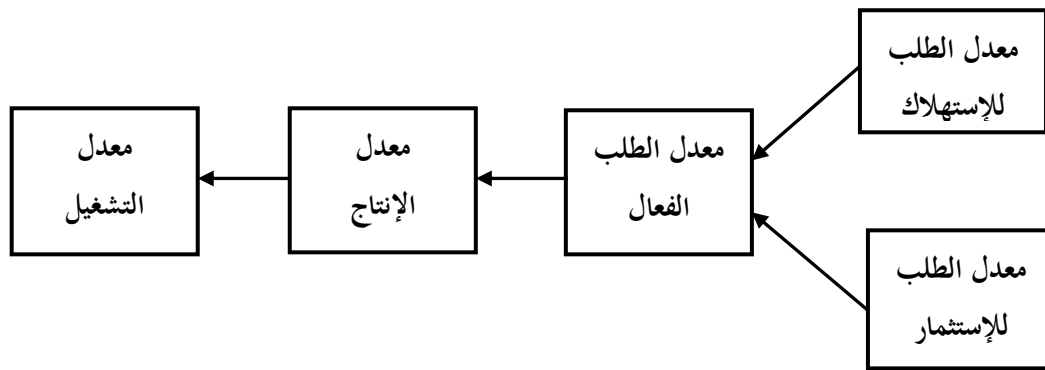 معدل الطلب
للإستهلاك
معدل الطلب
الفعال
معدل
الإنتاج
معدل
التشغيل
معدل الطلب
للإستثمار